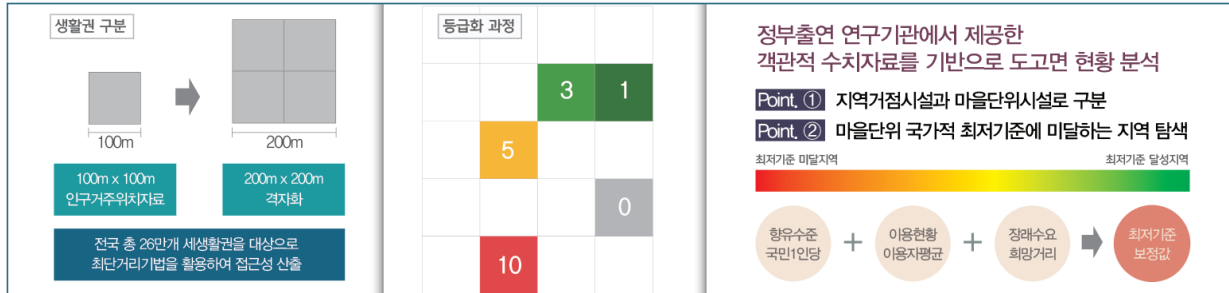 생활권 구분
100m
200m
100m x 100m
인구거주위치자료
200m x 200m
격자화
전국 총 26만개 세생활권을 대상으로
최단거리기법을 활용하여 접근성 산출
등급화 과정
3
1
5
0
10
정부출연 연구기관에서 제공한
객관적 수치자료를 기반으로 도고면 현황 분석
Point. ① 지역거점시설과 마을단위시설로 구분
Point. ② 마을단위 국가적 최저기준에 미달하는 지역 탐색
최저기준 미달지역
최저기준 달성지역
향유수준
국민1인당
+
이용현황
이용자평균
+
장래수요
희망거리
최저기준
보정값